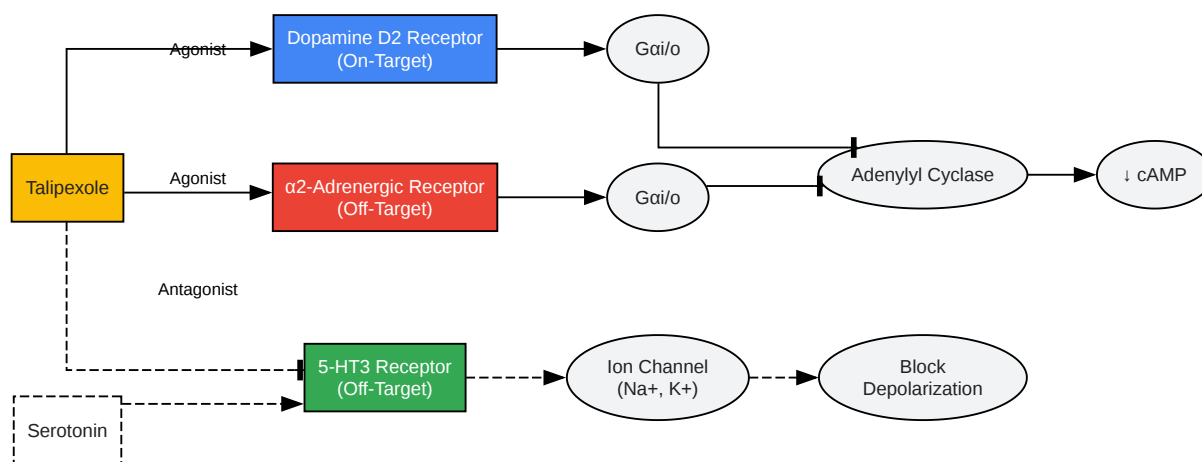 Agonist
Dopamine D2 Receptor
(On-Target)
Gαi/o
Talipexole
Agonist
α2-Adrenergic Receptor
(Off-Target)
Gαi/o
Adenylyl Cyclase
↓ cAMP
Antagonist
5-HT3 Receptor
(Off-Target)
Ion Channel
(Na+, K+)
Block
Depolarization
Serotonin